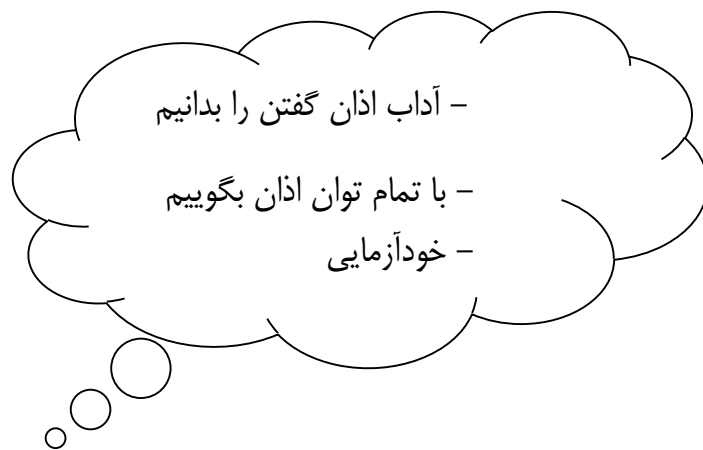 – آداب اذان گفتن را بدانیم
– با تمام توان اذان بگوییم
– خودآزمایی